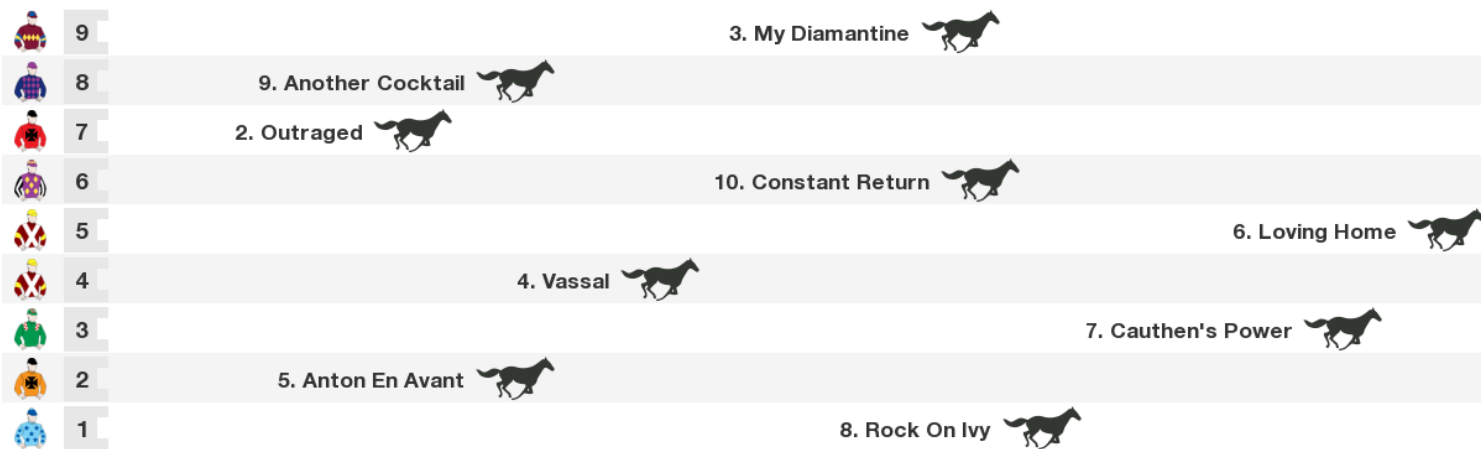 9 3. My Diamantine
8 9. Another Cocktail
7 2. Outraged
6 10. Constant Return
5 6. Loving Home
4 4. Vassal
3 7. Cauthen's Power
2 5. Anton En Avant
1 8. Rock On Ivy